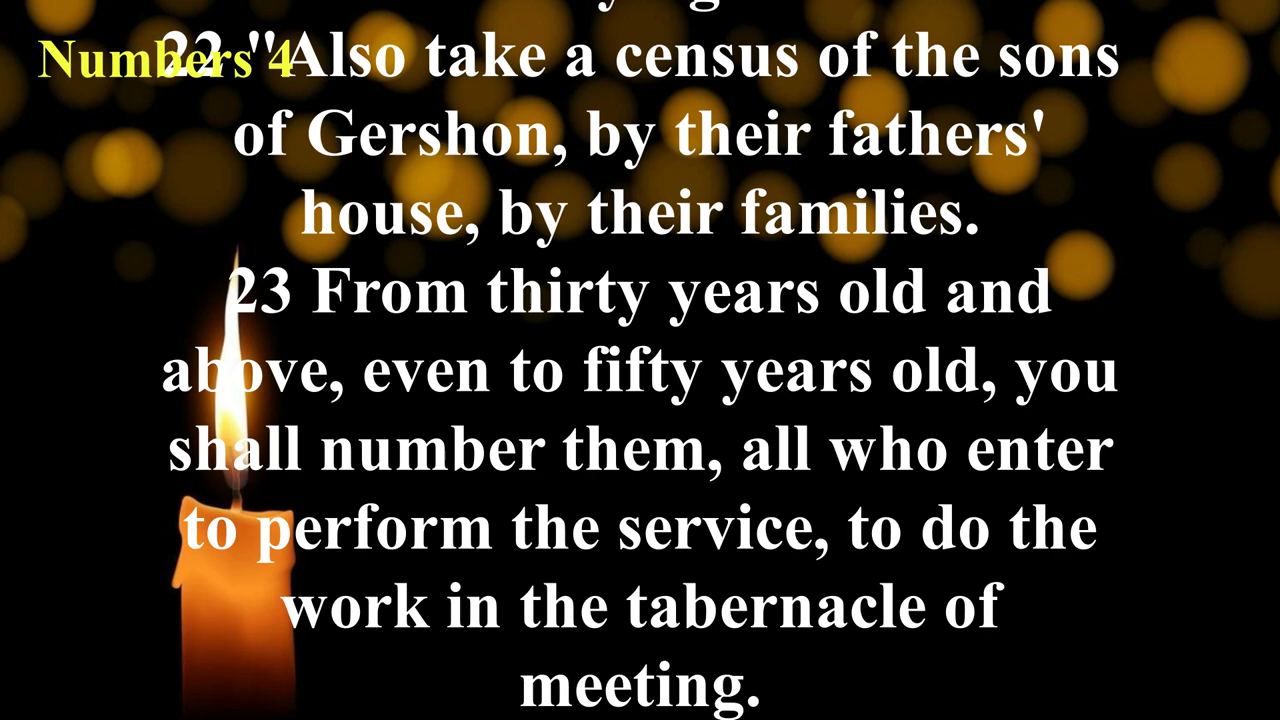 Numbers 4
22 "Also take a census of the sons
of Gershon, by their fathers'
house, by their families.
23 From thirty years old and
above, even to fifty years old, you
shall number them, all who enter
to perform the service, to do the
work in the tabernacle of
meeting.